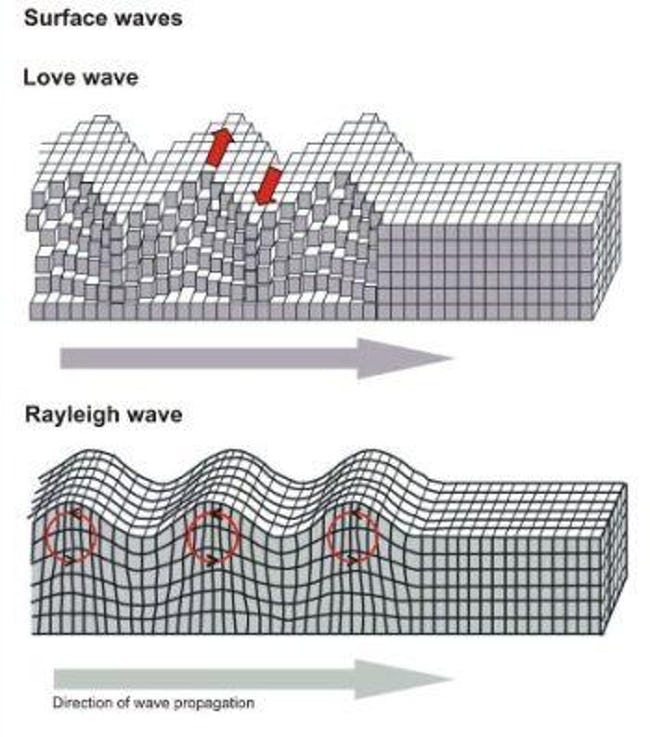 Surface waves
Love wave
Rayleigh wave
Direction of wave propagation